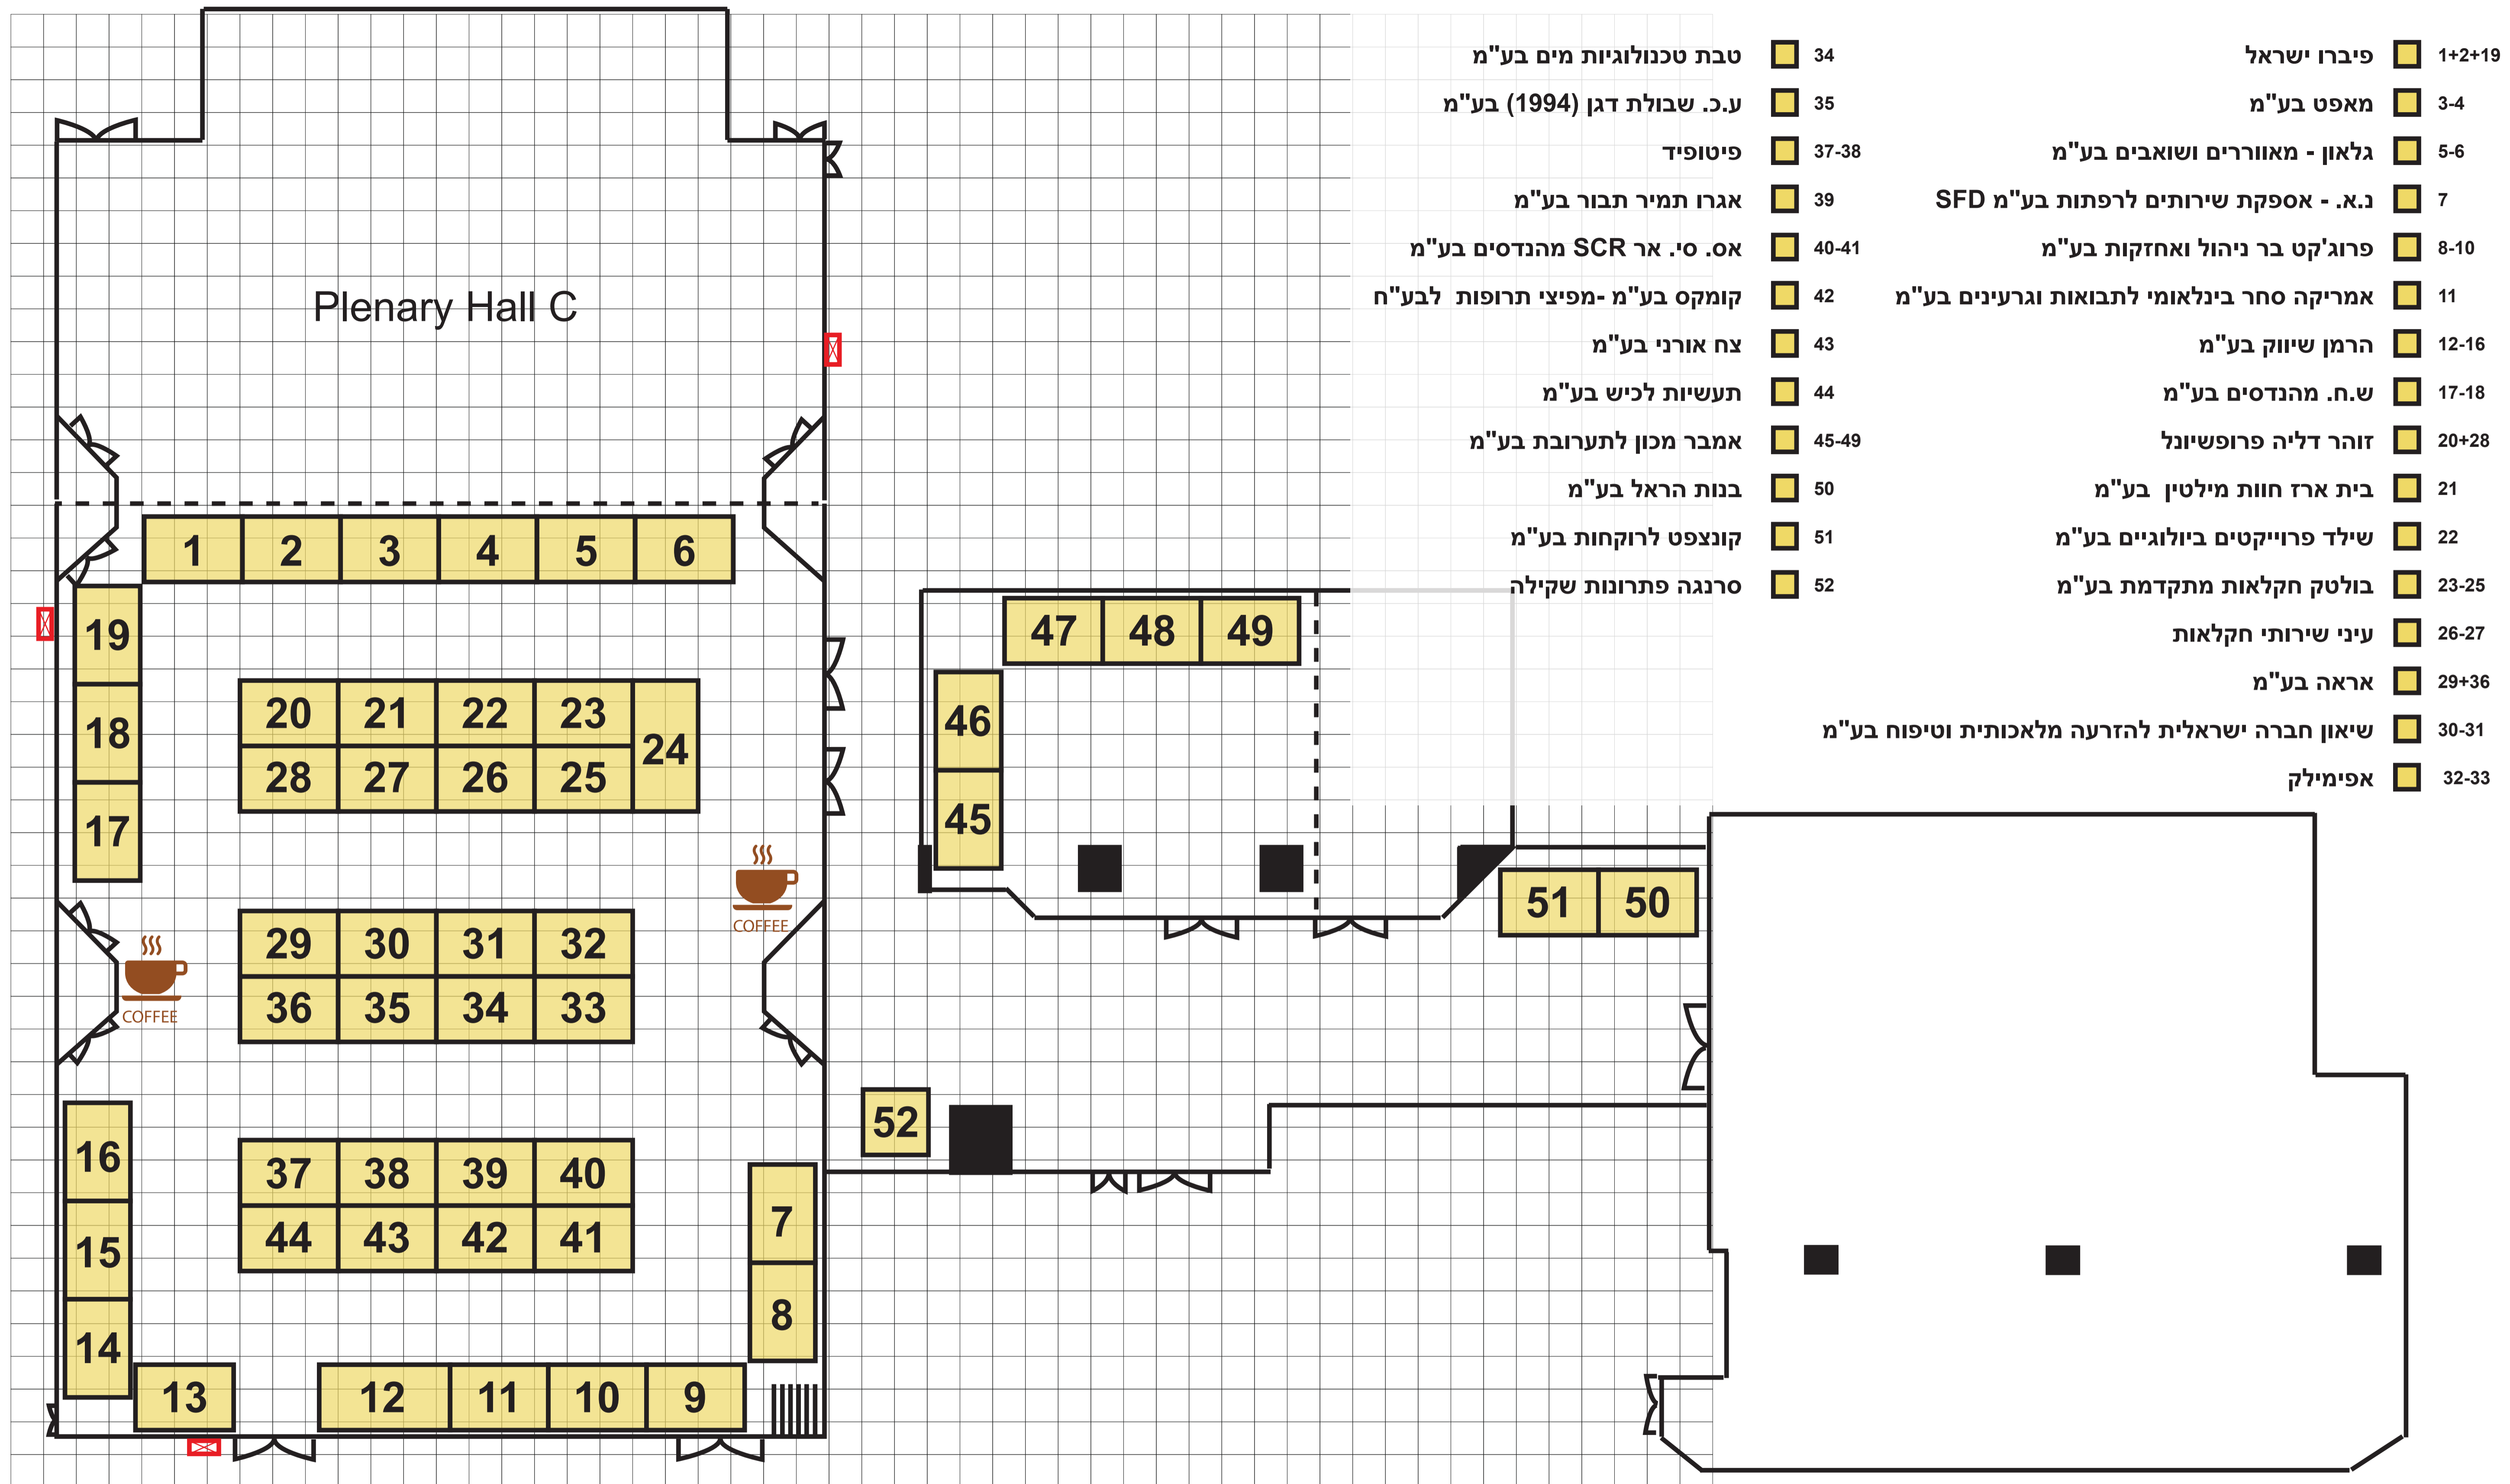 1+2+19 פיברו ישראל
3-4 מאפט בע"מ
5-6 גלאון - מאווררים ושואבים בע"מ
7 נ.א. - אספקת שירותים לרפתות בע"מ SFD
8-10 פרוג'קט בר ניהול ואחזקות בע"מ
11 אמריקה סחר בינלאומי לתבואות וגרעינים בע"מ
12-16 הרמן שיווק בע"מ
17-18 ש.ח. מהנדסים בע"מ
20+28 זוהר דליה פרופשיונל
21 בית ארז חוות מילטין בע"מ
22 שילד פרוייקטים ביולוגיים בע"מ
23-25 בולטק חקלאות מתקדמת בע"מ
26-27 עיני שירותי חקלאות
29+36 אראה בע"מ
30-31 שיאון חברה ישראלית להזרעה מלאכותית וטיפוח בע"מ
32-33 אפימילק
34 טבת טכנולוגיות מים בע"מ
35 ע.כ. שבולת דגן (1994) בע"מ
37-38 פיטופיד
39 אגרו תמיר תבור בע"מ
40-41 אס. סי. אר SCR מהנדסים בע"מ
42 קומקס בע"מ -מפיצי תרופות לבע"ח
43 צח אורני בע"מ
44 תעשיות לכיש בע"מ
45-49 אמבר מכון לתערובת בע"מ
50 בנות הראל בע"מ
51 קונצפט לרוקחות בע"מ
52 סרנגה פתרונות שקילה
Plenary Hall C
1 2 3 4 5 6
19
18
17
20 21 22 23 24
28 27 26 25
COFFEE
COFFEE
29 30 31 32
36 35 34 33
16
15
14
37 38 39 40
44 43 42 41
7
8
13 12 11 10 9
47 48 49
46
45
51 50
52